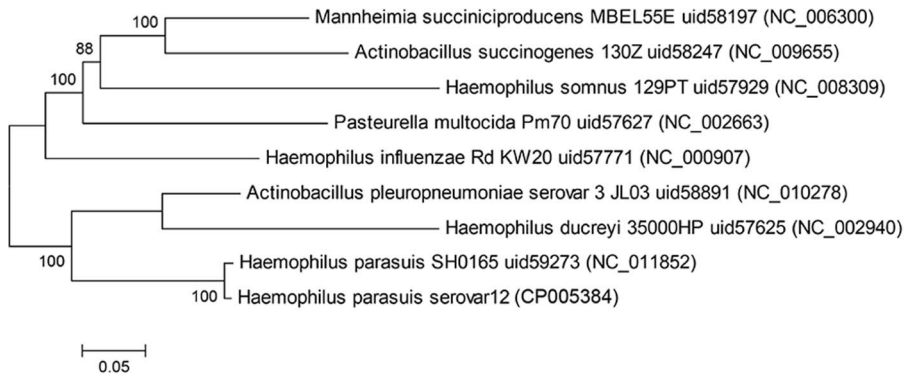 100 Mannheimia succiniciproducens MBEL55E uid58197 (NC_006300)
88
Actinobacillus succinogenes 130Z uid58247 (NC_009655)
100
Haemophilus somnus 129PT uid57929 (NC_008309)
Pasteurella multocida Pm70 uid57627 (NC_002663)
Haemophilus influenzae Rd KW20 uid57771 (NC_000907)
Actinobacillus pleuropneumoniae serovar 3 JL03 uid58891 (NC_010278)
Haemophilus ducreyi 35000HP uid57625 (NC_002940)
100
Haemophilus parasuis SH0165 uid59273 (NC_011852)
100 Haemophilus parasuis serovar12 (CP005384)
0.05